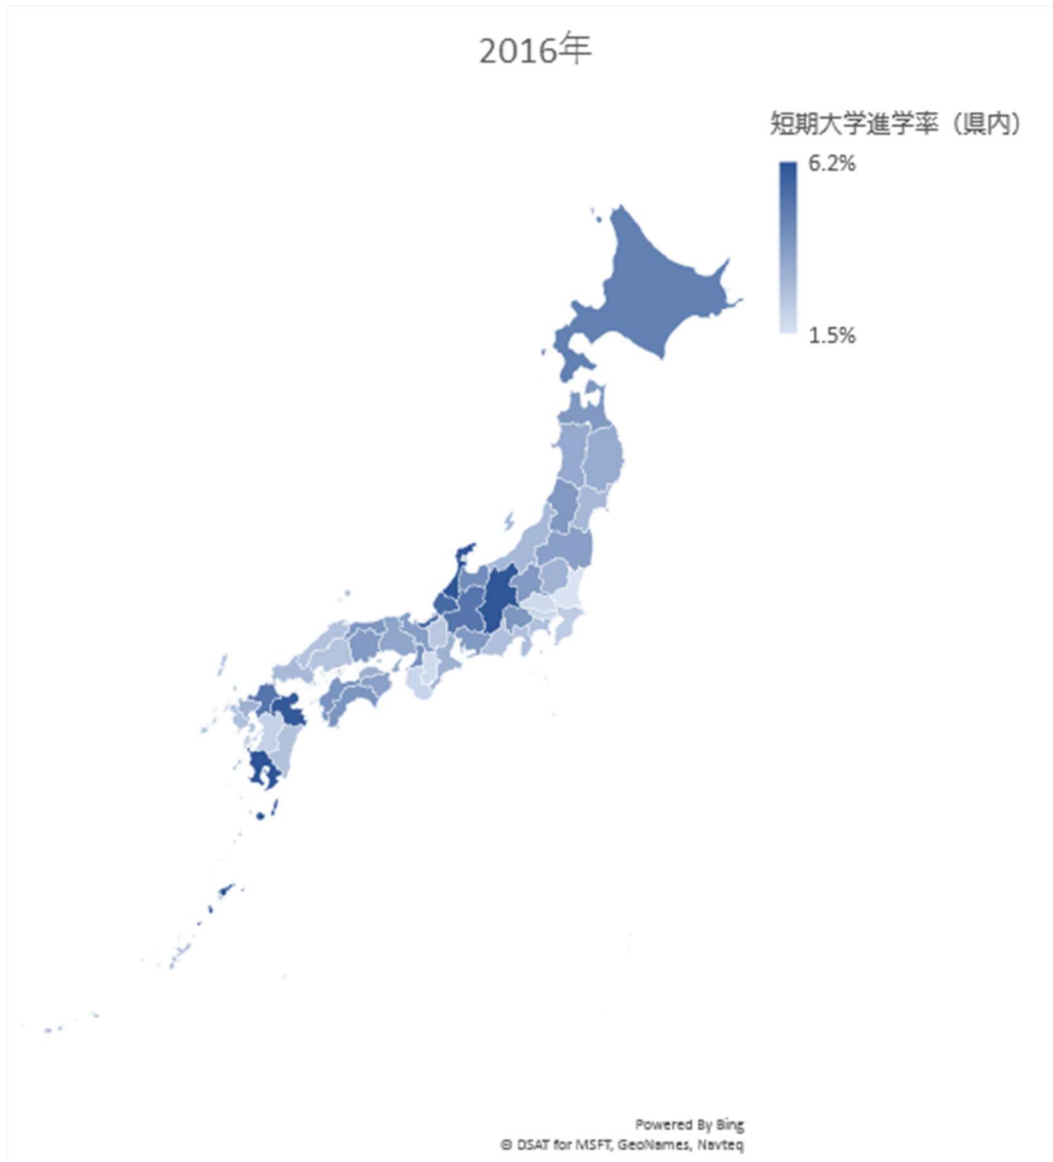 2016年
短期大学進学率（県内）
6.2%
1.5%
Powered By Bing
© DSAT for MSFT, GeoNames, Navteq